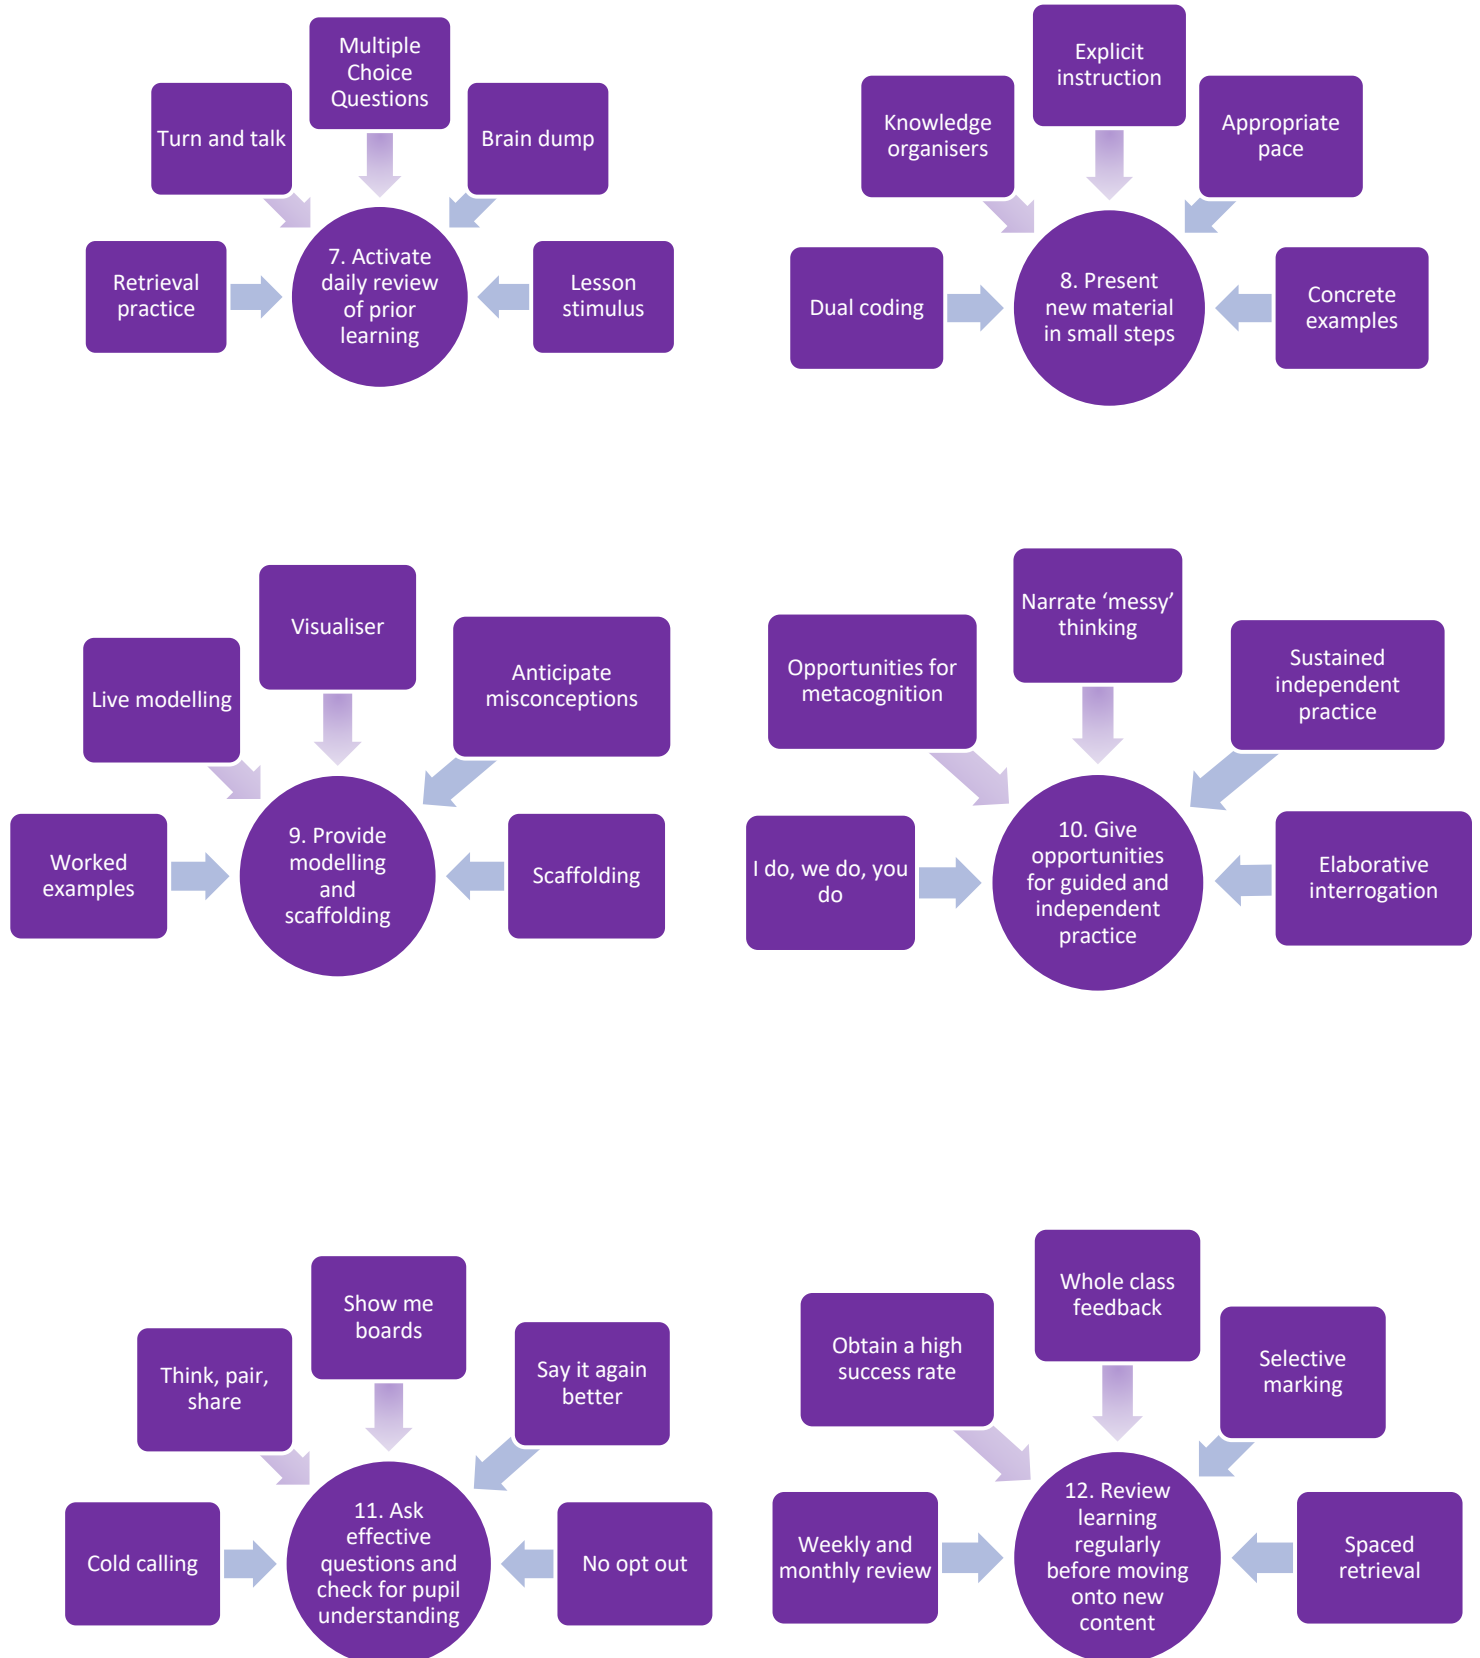 Multiple
Choice
Questions
Turn and talk
Brain dump
Retrieval
practice
7. Activate
daily review
of prior
learning
Lesson
stimulus
Explicit
instruction
Knowledge
organisers
Appropriate
pace
Dual coding
8. Present
new material
in small steps
Concrete
examples
Visualiser
Live modelling
Anticipate
misconceptions
Worked
examples
9. Provide
modelling
and
scaffolding
Scaffolding
Narrate ‘messy’
thinking
Opportunities for
metacognition
Sustained
independent
practice
I do, we do, you
do
10. Give
opportunities
for guided and
independent
practice
Elaborative
interrogation
Show me
boards
Think, pair,
share
Say it again
better
Cold calling
11. Ask
effective
questions and
check for pupil
understanding
No opt out
Whole class
feedback
Obtain a high
success rate
Selective
marking
Weekly and
monthly review
12. Review
learning
regularly
before moving
onto new
content
Spaced
retrieval